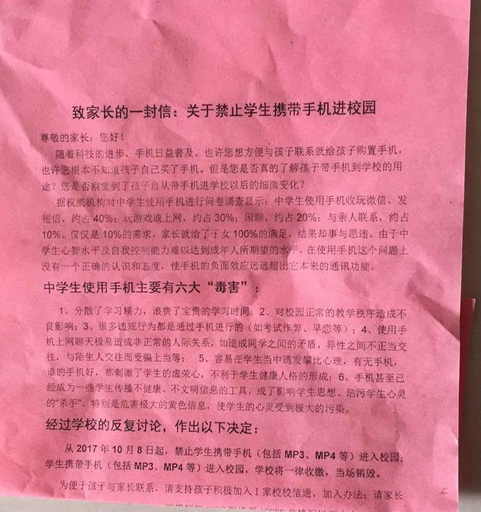 致家长的一封信：关于禁止学生携带手机进校园
尊敬的家长：您好！
随着科技的进步、手机日益普及。也许您想方便与孩子联系就给孩子购置手机，
也许您根本不知道孩子自己买了手机。但是您是否真的了解孩子带手机到学校的用
途？您是否察觉到了孩子自从带手机进学校以后的细微变化？
据权威机构对中学生使用手机进行问卷调查显示：中学生使用手机收玩微信、发
短信，约占40%；玩游戏或上网，约占30%；闲聊，约占20%；与亲人联系，约占
10%。仅仅是10%的需求，家长就给了子女100%的满足，结果却事与愿违。由于中
学生心智水平及自我控制能力难以达到成年人所期望的水平，在使用手机这个问题上
没有一个正确的认识和态度，使手机的负面效应远远超出它本来的通讯功能。
中学生使用手机主要有六大“毒害”：
1、分散了学习精力，浪费了宝贵的学习时间；2、对校园正常的教学秩序造成不
良影响；3、很多违规行为都是通过手机进行的（如考试作弊、早恋等）；4、使用手
机上网聊天极易造成非正常的人际关系，如造成同学之间的矛盾、异性之间不正当交
往，与陌生人交往而受骗上当等； 5、容易在学生当中诱发攀比心理，有无手机，
谁的手机好，都刺激了学生的虚荣心，不利于学生健康人格的形成；6、手机甚至已
经成为一些学生传播不健康、不文明信息的工具，成了影响学生思想、玷污学生心灵
的“杀手”。特别是危害极大的黄色信息，使学生的心灵受到极大的污染。
经过学校的反复讨论，作出以下决定：
从 2017 年 10 月 8 日起，禁止学生携带手机（包括 MP3、MP4 等）进入校园；
学生携带手机（包括 MP3、MP4 等）进入校园，学校将一律收缴，当场销毁。
为便于孩子与家长联系，请支持孩子积极加入 I 家校校信通，加入办法：请家长